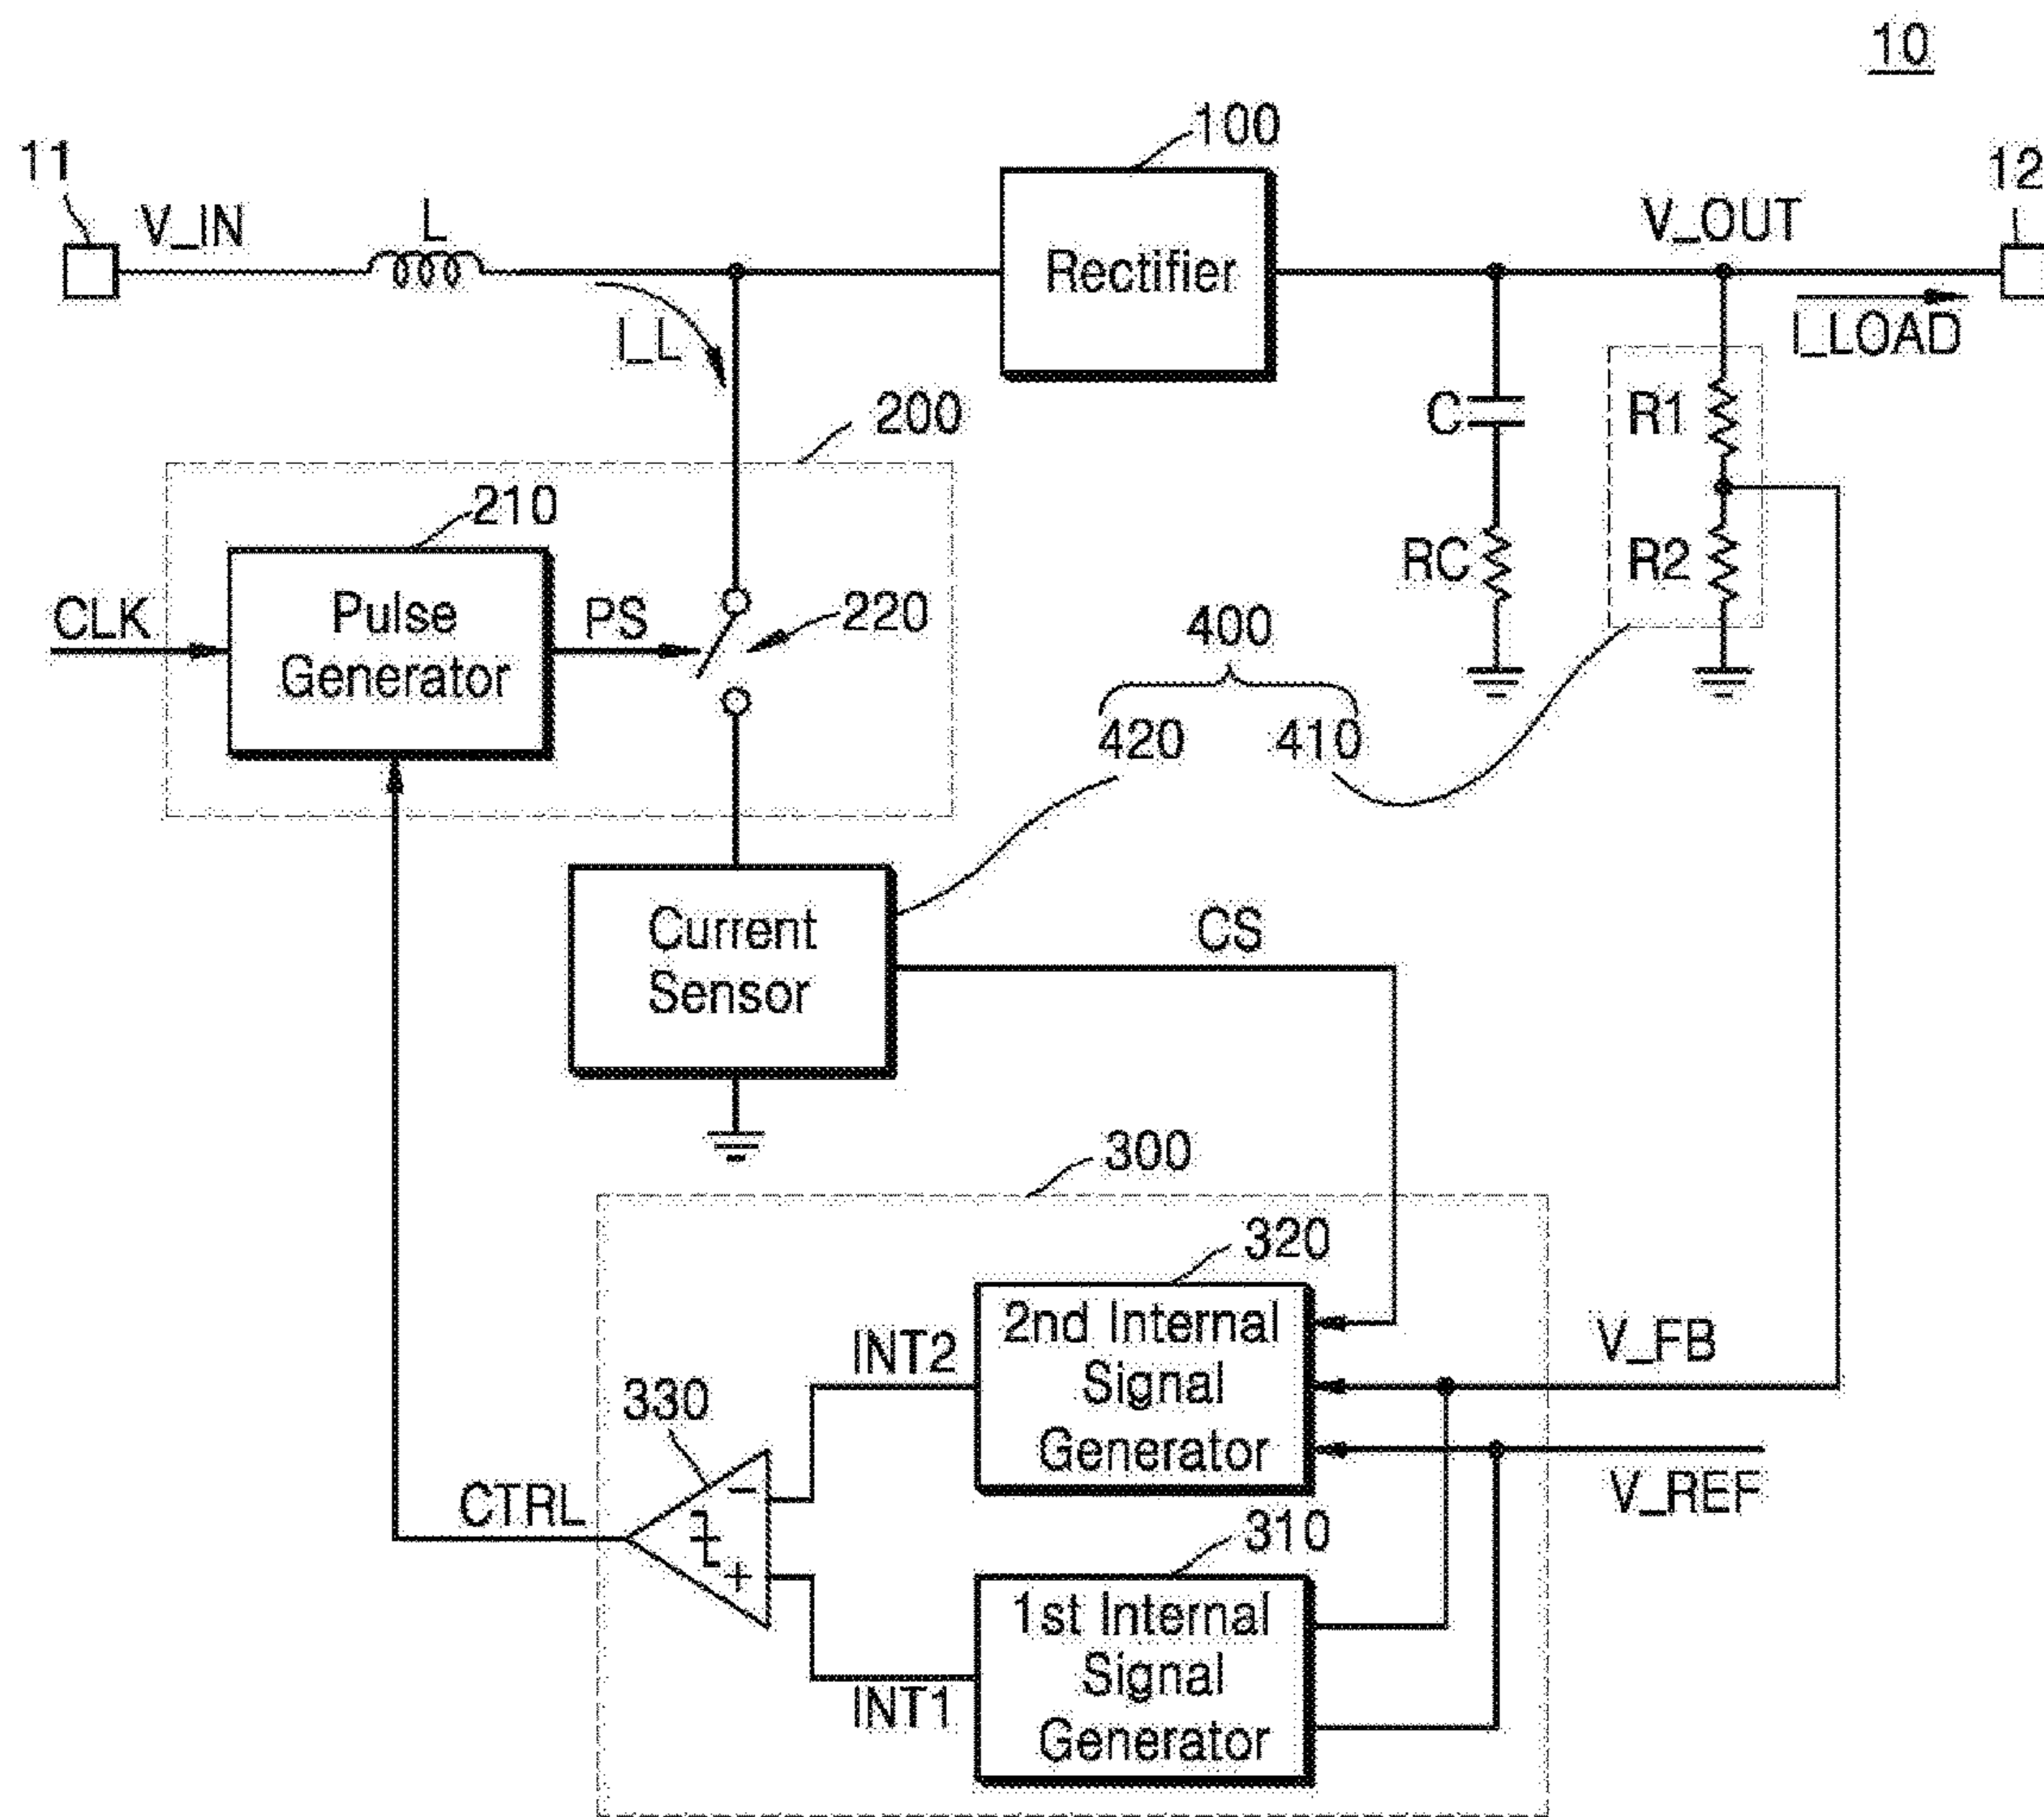 10
100
11
12
V_IN
L
V_OUT
Rectifier
I_L
I_LOAD
200
C
R1
210
RC
R2
CLK
Pulse
Generator
PS
220
400
420
410
Current
Sensor
CS
300
320
2nd Internal
Signal
Generator
INT2
V_FB
330
V_REF
CTRL
−
+
310
1st Internal
Signal
Generator
INT1